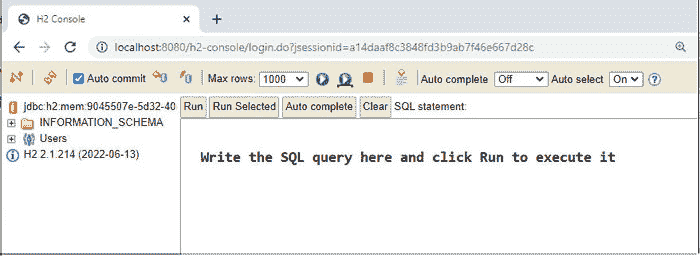 H2 Console
localhost:8080/h2-console/login.do?jsessionid=a14daaf8c3848fd3b9ab7f46e667d28c
Auto commit Max rows: 1000 Auto complete Off Auto select On
jdbc:h2:mem:9045507e-5d32-40
INFORMATION_SCHEMA
Users
H2 2.1.214 (2022-06-13)
Run Run Selected Auto complete Clear SQL statement:
Write the SQL query here and click Run to execute it